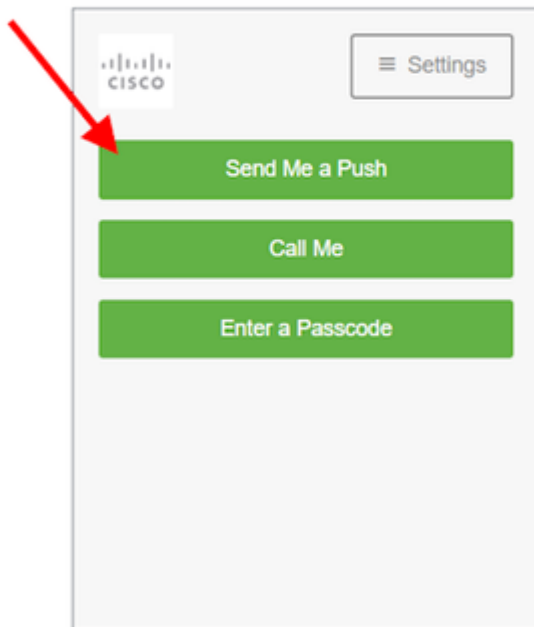 CISCO
≡ Settings
Send Me a Push
Call Me
Enter a Passcode